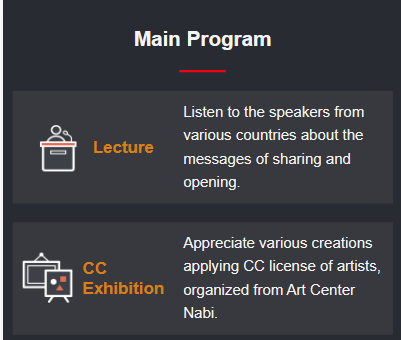 Main Program
Lecture
Listen to the speakers from
various countries about the
messages of sharing and
opening.
CC
Exhibition
Appreciate various creations
applying CC license of artists,
organized from Art Center
Nabi.